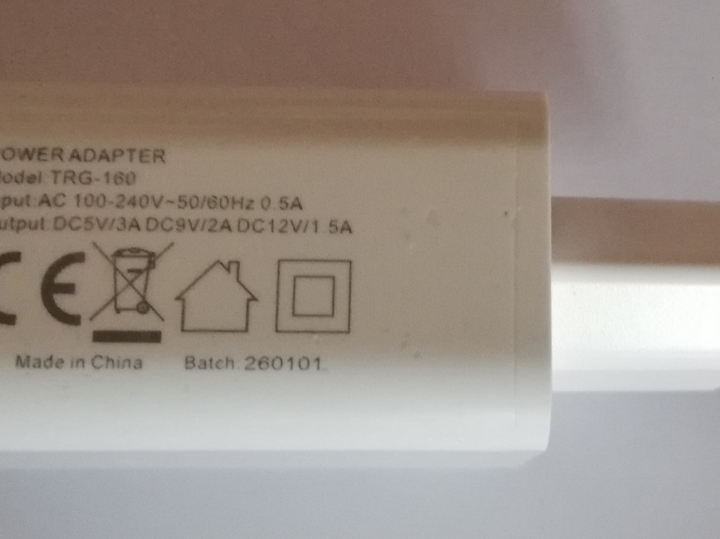 OWER ADAPTER
odel:TRG-160
put:AC 100-240V~50/60Hz 0.5A
utput:DC5V/3A DC9V/2A DC12V/1.5A
CE
Made in China Batch: 260101